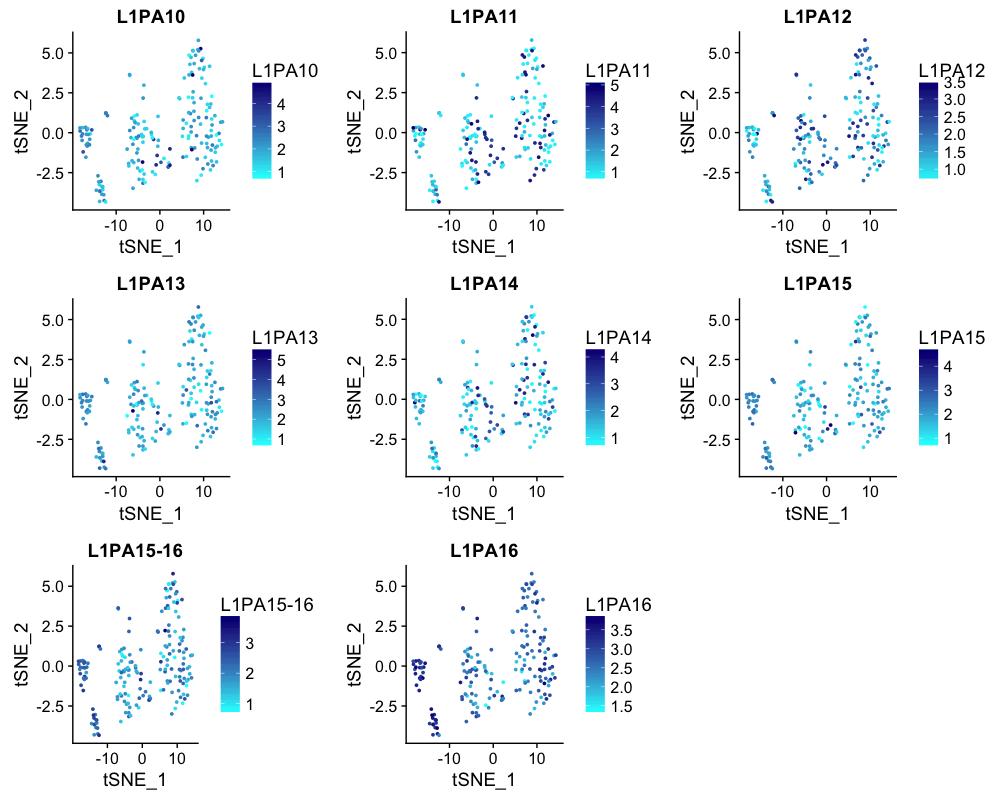 L1PA10
L1PA11
L1PA12
tSNE_2
5.0
2.5
0.0
-2.5
-10
0
10
tSNE_1
L1PA10
4
3
2
1
tSNE_2
5.0
2.5
0.0
-2.5
-10
0
10
tSNE_1
L1PA11
5
4
3
2
1
tSNE_2
5.0
2.5
0.0
-2.5
-10
0
10
tSNE_1
L1PA12
3.5
3.0
2.5
2.0
1.5
1.0
L1PA13
L1PA14
L1PA15
tSNE_2
5.0
2.5
0.0
-2.5
-10
0
10
tSNE_1
L1PA13
5
4
3
2
1
tSNE_2
5.0
2.5
0.0
-2.5
-10
0
10
tSNE_1
L1PA14
4
3
2
1
tSNE_2
5.0
2.5
0.0
-2.5
-10
0
10
tSNE_1
L1PA15
4
3
2
1
L1PA15-16
L1PA16
tSNE_2
5.0
2.5
0.0
-2.5
-10
0
10
tSNE_1
L1PA15-16
3
2
1
tSNE_2
5.0
2.5
0.0
-2.5
-10
0
10
tSNE_1
L1PA16
3.5
3.0
2.5
2.0
1.5